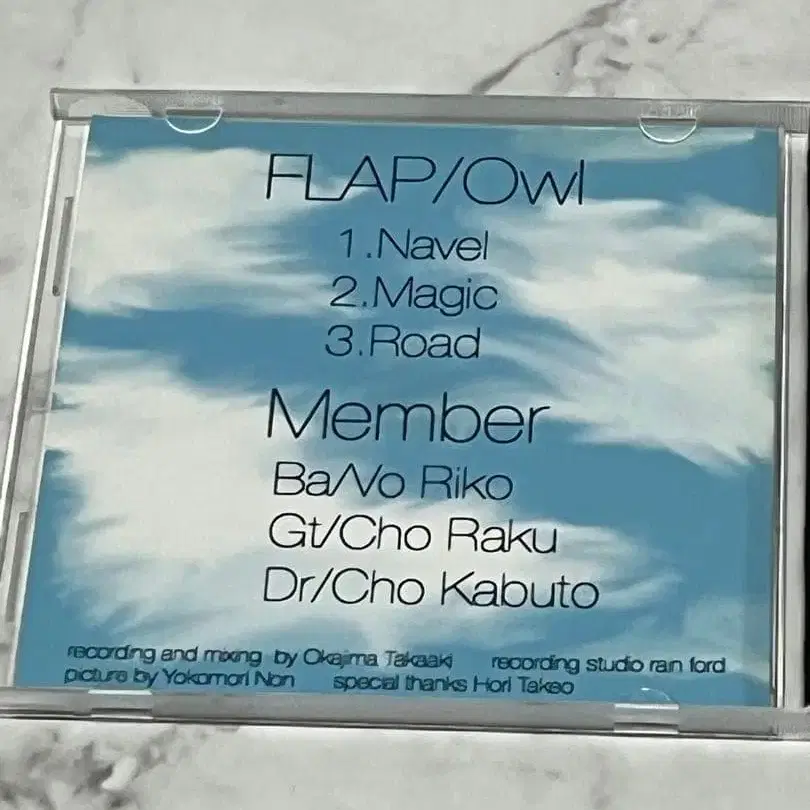 FLAP/Owl
1.Navel
2.Magic
3.Road
Member
Ba/Vo Riko
Gt/Cho Raku
Dr/Cho Kabuto
recording and mixing by Okajima Takaaki recording studio rain ford
picture by Yokomori Non special thanks Hori Takeo